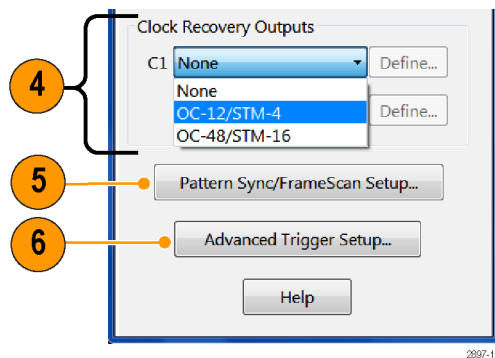 Clock Recovery Outputs
4
C1 None Define...
None
OC-12/STM-4 Define...
OC-48/STM-16
5 Pattern Sync/FrameScan Setup...
6 Advanced Trigger Setup...
Help
2897-1